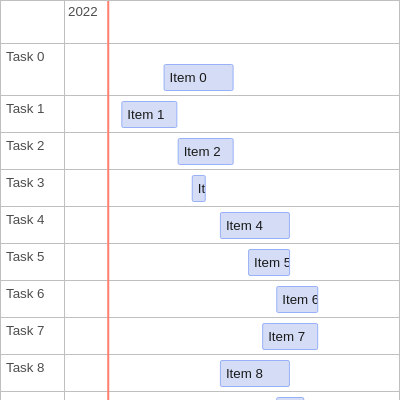 2022
Task 0
Item 0
Task 1
Item 1
Task 2
Item 2
Task 3
It
Task 4
Item 4
Task 5
Item 5
Task 6
Item 6
Task 7
Item 7
Task 8
Item 8